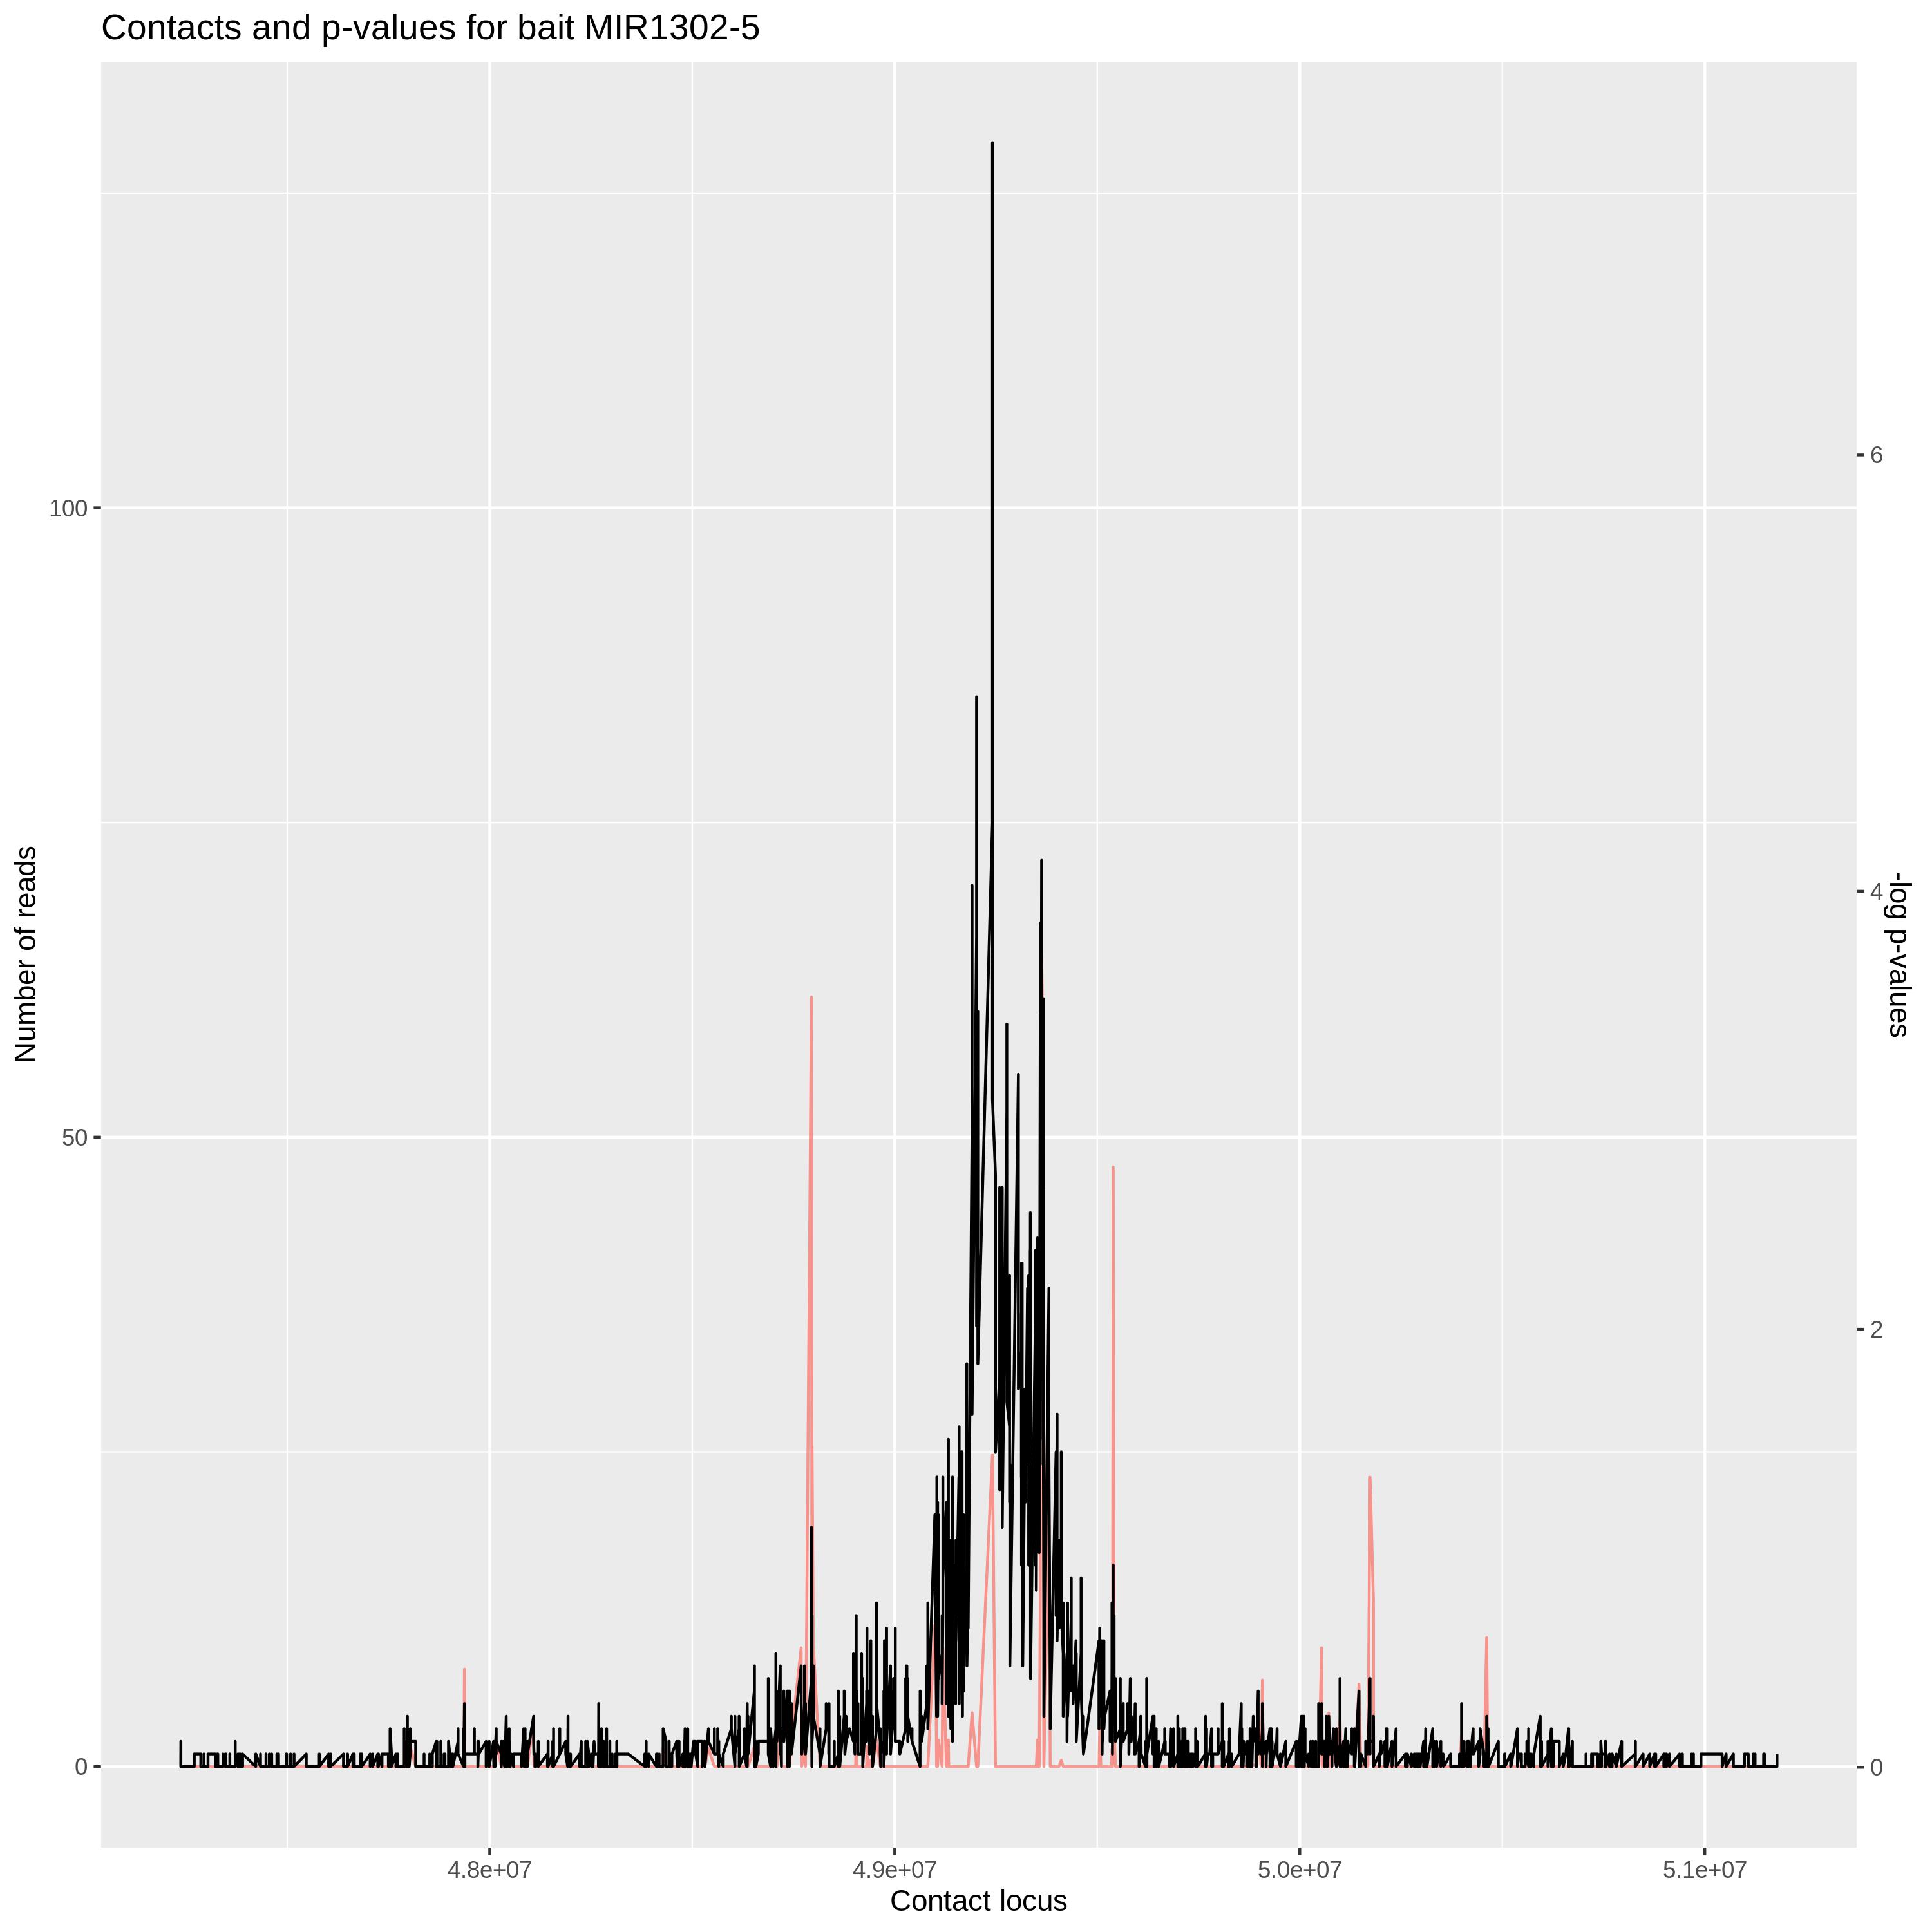 Contacts and p-values for bait MIR1302-5
Number of reads
100
50
0
6
4
2
0
-log p-values
4.8e+07 4.9e+07 5.0e+07 5.1e+07
Contact locus